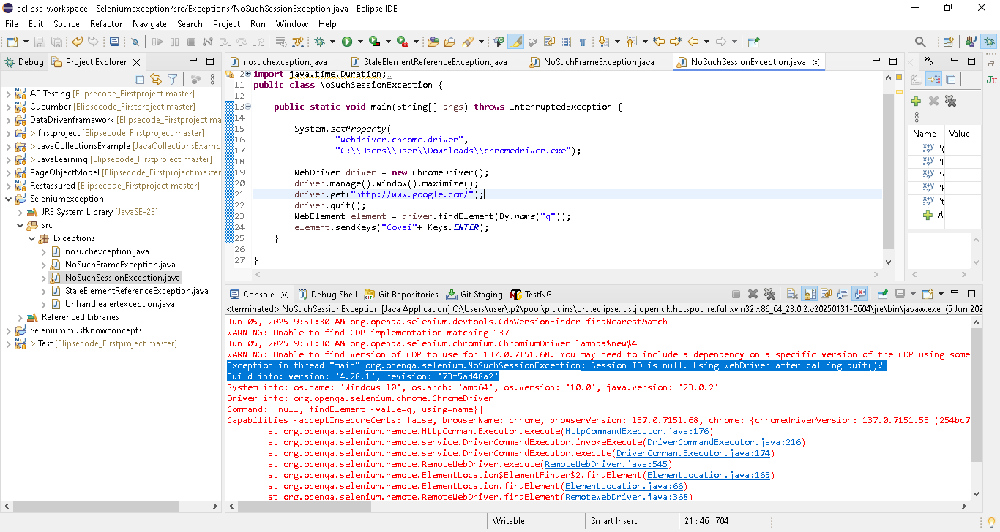 eclipse-workspace - Seleniumexception/src/Exceptions/NoSuchSessionException.java - Eclipse IDE
File Edit Source Refactor Navigate Search Project Run Window Help
Debug Project Explorer
nosuchexception.java StaleElementReferenceException.java NoSuchFrameException.java NoSuchSessionException.java
APITesting [Elipsecode_Firstproject master]
Cucumber [Elipsecode_Firstproject master]
DataDrivenframework [Elipsecode_Firstproject ma
> firstproject [Elipsecode_Firstproject master]
> JavaCollectionsExample [JavaCollectionsExamp
> JavaLearning [Elipsecode_Firstproject master]
PageObjectModel [Elipsecode_Firstproject master
Restassured [Elipsecode_Firstproject master]
Seleniumexception
JRE System Library [JavaSE-23]
src
Exceptions
nosuchexception.java
NoSuchFrameException.java
NoSuchSessionException.java
StaleElementReferenceException.java
Unhandlealertexception.java
Referenced Libraries
Seleniummustknowconcepts
> Test [Elipsecode_Firstproject master]
2 import java.time.Duration;
11 public class NoSuchSessionException {
12
13 public static void main(String[] args) throws InterruptedException {
14
15 System.setProperty(
16 "webdriver.chrome.driver",
17 "C:\\Users\\user\\Downloads\\chromedriver.exe");
18
19 WebDriver driver = new ChromeDriver();
20 driver.manage().window().maximize();
21 driver.get("http://www.google.com/");
22 driver.quit();
23 WebElement element = driver.findElement(By.name("q"));
24 element.sendKeys("Covai"+ Keys.ENTER);
25 }
26
27 }
2
Ju
Name Value
x+y =? "(
x+y =? "l
x+y =? "s
x+y =? "b
x+y =? "t
Console Debug Shell Git Repositories Git Staging TestNG
<terminated> NoSuchSessionException [Java Application] C:\Users\user\.p2\pool\plugins\org.eclipse.justj.openjdk.hotspot.jre.full.win32.x86_64_23.0.2.v20250131-0604\jre\bin\javaw.exe (5 Jun 202
Jun 05, 2025 9:51:30 AM org.openqa.selenium.devtools.CdpVersionFinder findNearestMatch
WARNING: Unable to find CDP implementation matching 137
Jun 05, 2025 9:51:30 AM org.openqa.selenium.chromium.ChromiumDriver lambda$new$4
WARNING: Unable to find version of CDP to use for 137.0.7151.68. You may need to include a dependency on a specific version of the CDP using some
Exception in thread "main" org.openqa.selenium.NoSuchSessionException: Session ID is null. Using WebDriver after calling quit()?
Build info: version: '4.28.1', revision: '73f5ad48a2'
System info: os.name: 'Windows 10', os.arch: 'amd64', os.version: '10.0', java.version: '23.0.2'
Driver info: org.openqa.selenium.chrome.ChromeDriver
Command: [null, findElement {value=q, using=name}]
Capabilities {acceptInsecureCerts: false, browserName: chrome, browserVersion: 137.0.7151.68, chrome: {chromedriverVersion: 137.0.7151.55 (254bc7
at org.openqa.selenium.remote.HttpCommandExecutor.execute(HttpCommandExecutor.java:176)
at org.openqa.selenium.remote.service.DriverCommandExecutor.invokeExecute(DriverCommandExecutor.java:216)
at org.openqa.selenium.remote.service.DriverCommandExecutor.execute(DriverCommandExecutor.java:174)
at org.openqa.selenium.remote.RemoteWebDriver.execute(RemoteWebDriver.java:545)
at org.openqa.selenium.remote.ElementLocation$ElementFinder$2.findElement(ElementLocation.java:165)
at org.openqa.selenium.remote.ElementLocation.findElement(ElementLocation.java:66)
at org.openqa.selenium.remote.RemoteWebDriver.findElement(RemoteWebDriver.java:368)
Writable Smart Insert 21 : 46 : 704